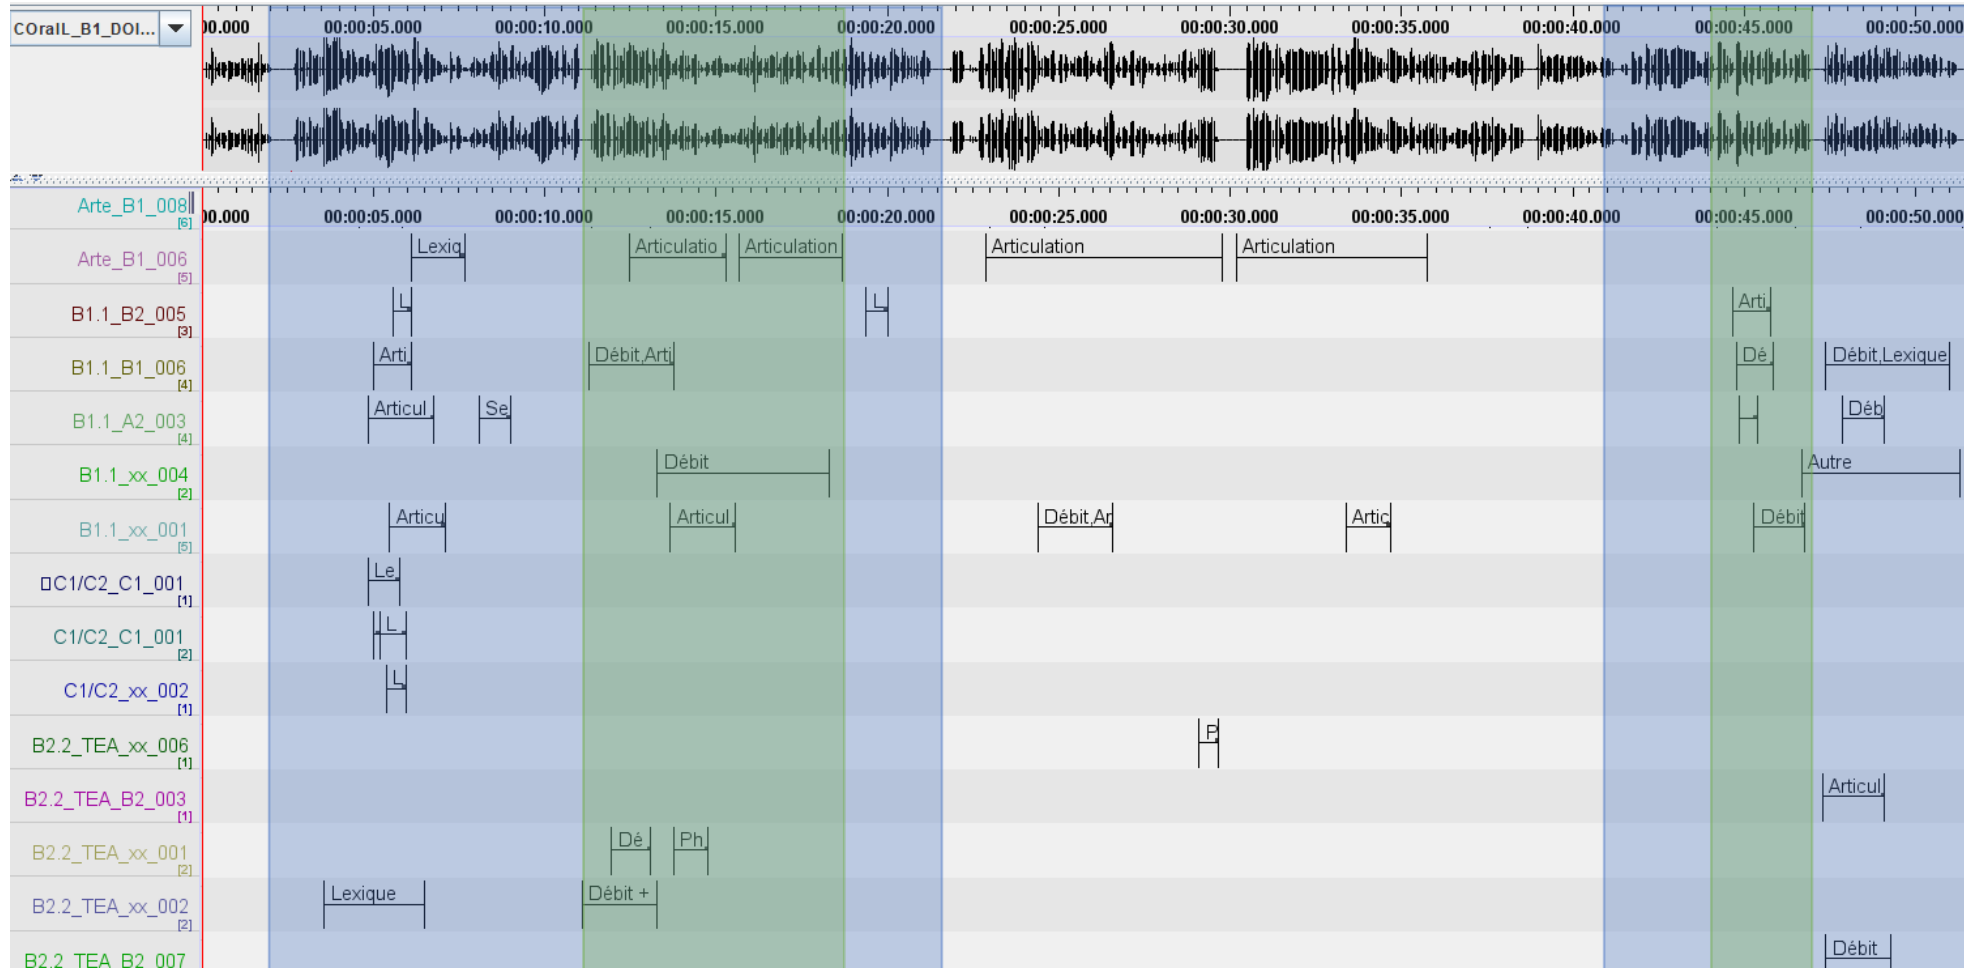 COralL_B1_DOI...
00.000 00:00:05.000 00:00:10.000 00:00:15.000 00:00:20.000 00:00:25.000 00:00:30.000 00:00:35.000 00:00:40.000 00:00:45.000 00:00:50.000
00.000 00:00:05.000 00:00:10.000 00:00:15.000 00:00:20.000 00:00:25.000 00:00:30.000 00:00:35.000 00:00:40.000 00:00:45.000 00:00:50.000
Arte_B1_008
[6]
Arte_B1_006 Lexiq Articulatio Articulation Articulation Articulation
[5]
B1.1_B2_005 L L Arti
[3]
B1.1_B1_006 Arti Débit,Arti Dé Débit,Lexique
[4]
B1.1_A2_003 Articul Se Déb
[4]
B1.1_xx_004 Débit Autre
[2]
B1.1_xx_001 Articu Articul Débit,Ar Artic Débit
[5]
C1/C2_C1_001 Le
[1]
C1/C2_C1_001 L
[2]
C1/C2_xx_002 L
[1]
B2.2_TEA_xx_006 P
[1]
B2.2_TEA_B2_003 Articul
[1]
B2.2_TEA_xx_001 Dé Ph
[2]
B2.2_TEA_xx_002 Lexique Débit +
[2]
B2.2_TEA_B2_007 Débit